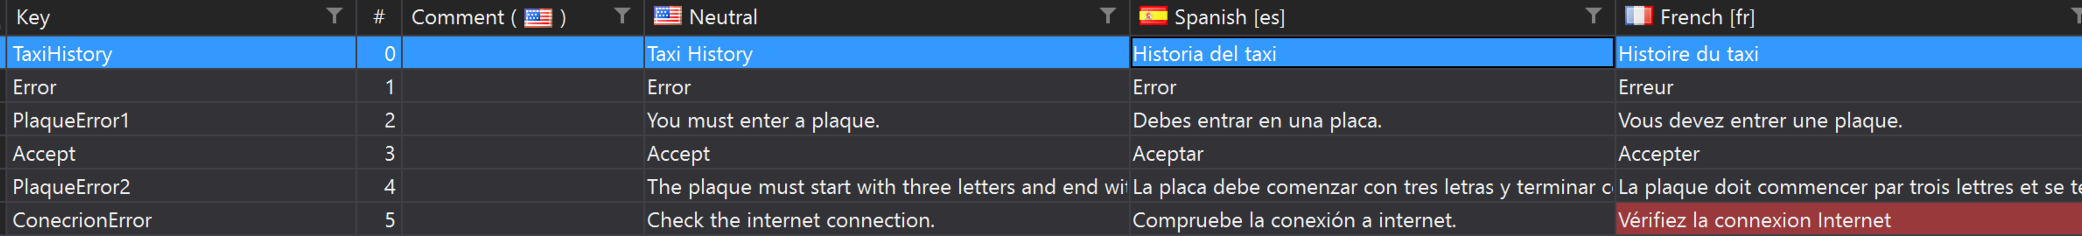 Key # Comment ( ) Neutral Spanish [es] French [fr]
TaxiHistory 0 Taxi History Historia del taxi Histoire du taxi
Error 1 Error Error Erreur
PlaqueError1 2 You must enter a plaque. Debes entrar en una placa. Vous devez entrer une plaque.
Accept 3 Accept Aceptar Accepter
PlaqueError2 4 The plaque must start with three letters and end wit La placa debe comenzar con tres letras y terminar c La plaque doit commencer par trois lettres et se te
ConecrionError 5 Check the internet connection. Compruebe la conexión a internet. Vérifiez la connexion Internet